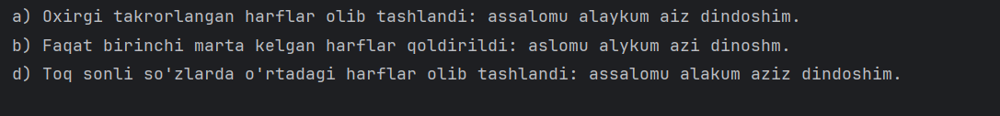 a) Oxirgi takrorlangan harflar olib tashlandi: assalomu alaykum aiz dindoshim.
b) Faqat birinchi marta kelgan harflar qoldirildi: aslomu alykum azi dinoshm.
d) Toq sonli so'zlarda o'rtadagi harflar olib tashlandi: assalomu alakum aziz dindoshim.